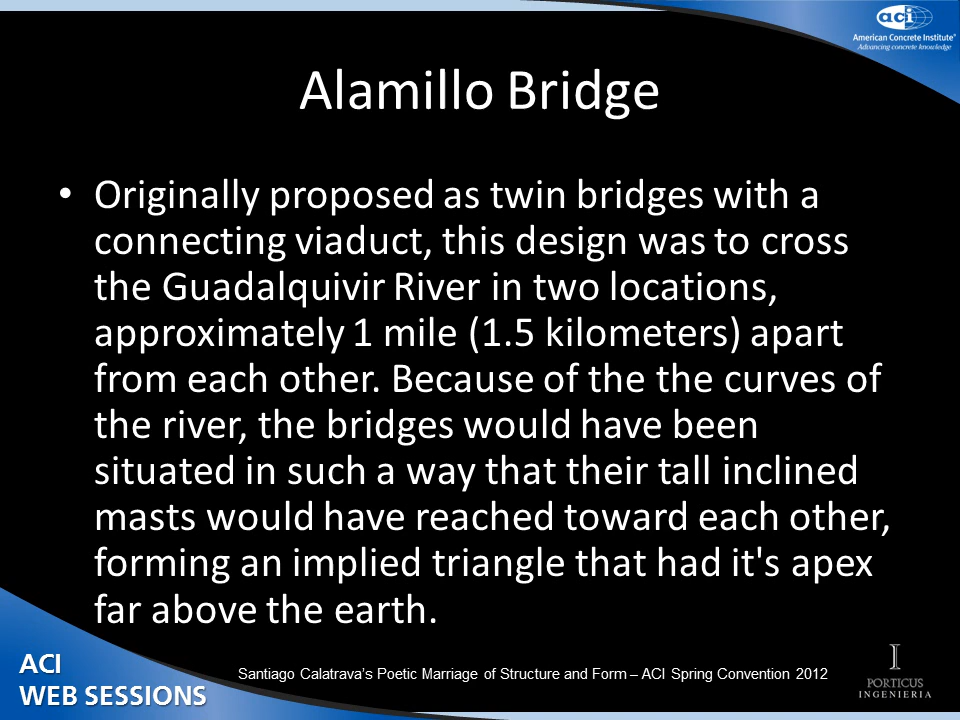 aci
American Concrete Institute®
Advancing concrete knowledge
Alamillo Bridge
• Originally proposed as twin bridges with a
connecting viaduct, this design was to cross
the Guadalquivir River in two locations,
approximately 1 mile (1.5 kilometers) apart
from each other. Because of the the curves of
the river, the bridges would have been
situated in such a way that their tall inclined
masts would have reached toward each other,
forming an implied triangle that had it's apex
far above the earth.
ACI
WEB SESSIONS
Santiago Calatrava’s Poetic Marriage of Structure and Form – ACI Spring Convention 2012
PORTICUS
INGENIERIA